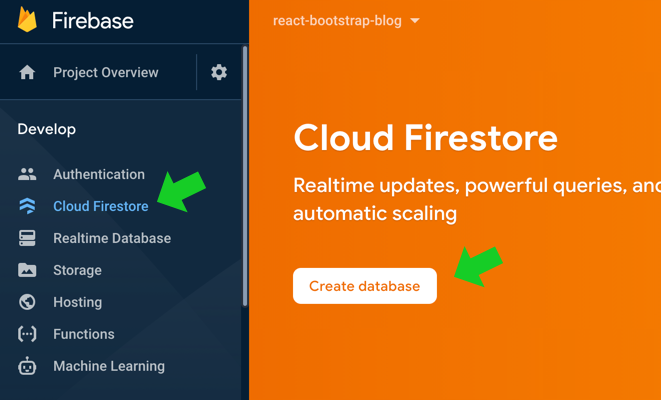 Firebase
react-bootstrap-blog
Project Overview
Develop
Authentication
Cloud Firestore
Realtime Database
Storage
Hosting
Functions
Machine Learning
Cloud Firestore
Realtime updates, powerful queries, and
automatic scaling
Create database